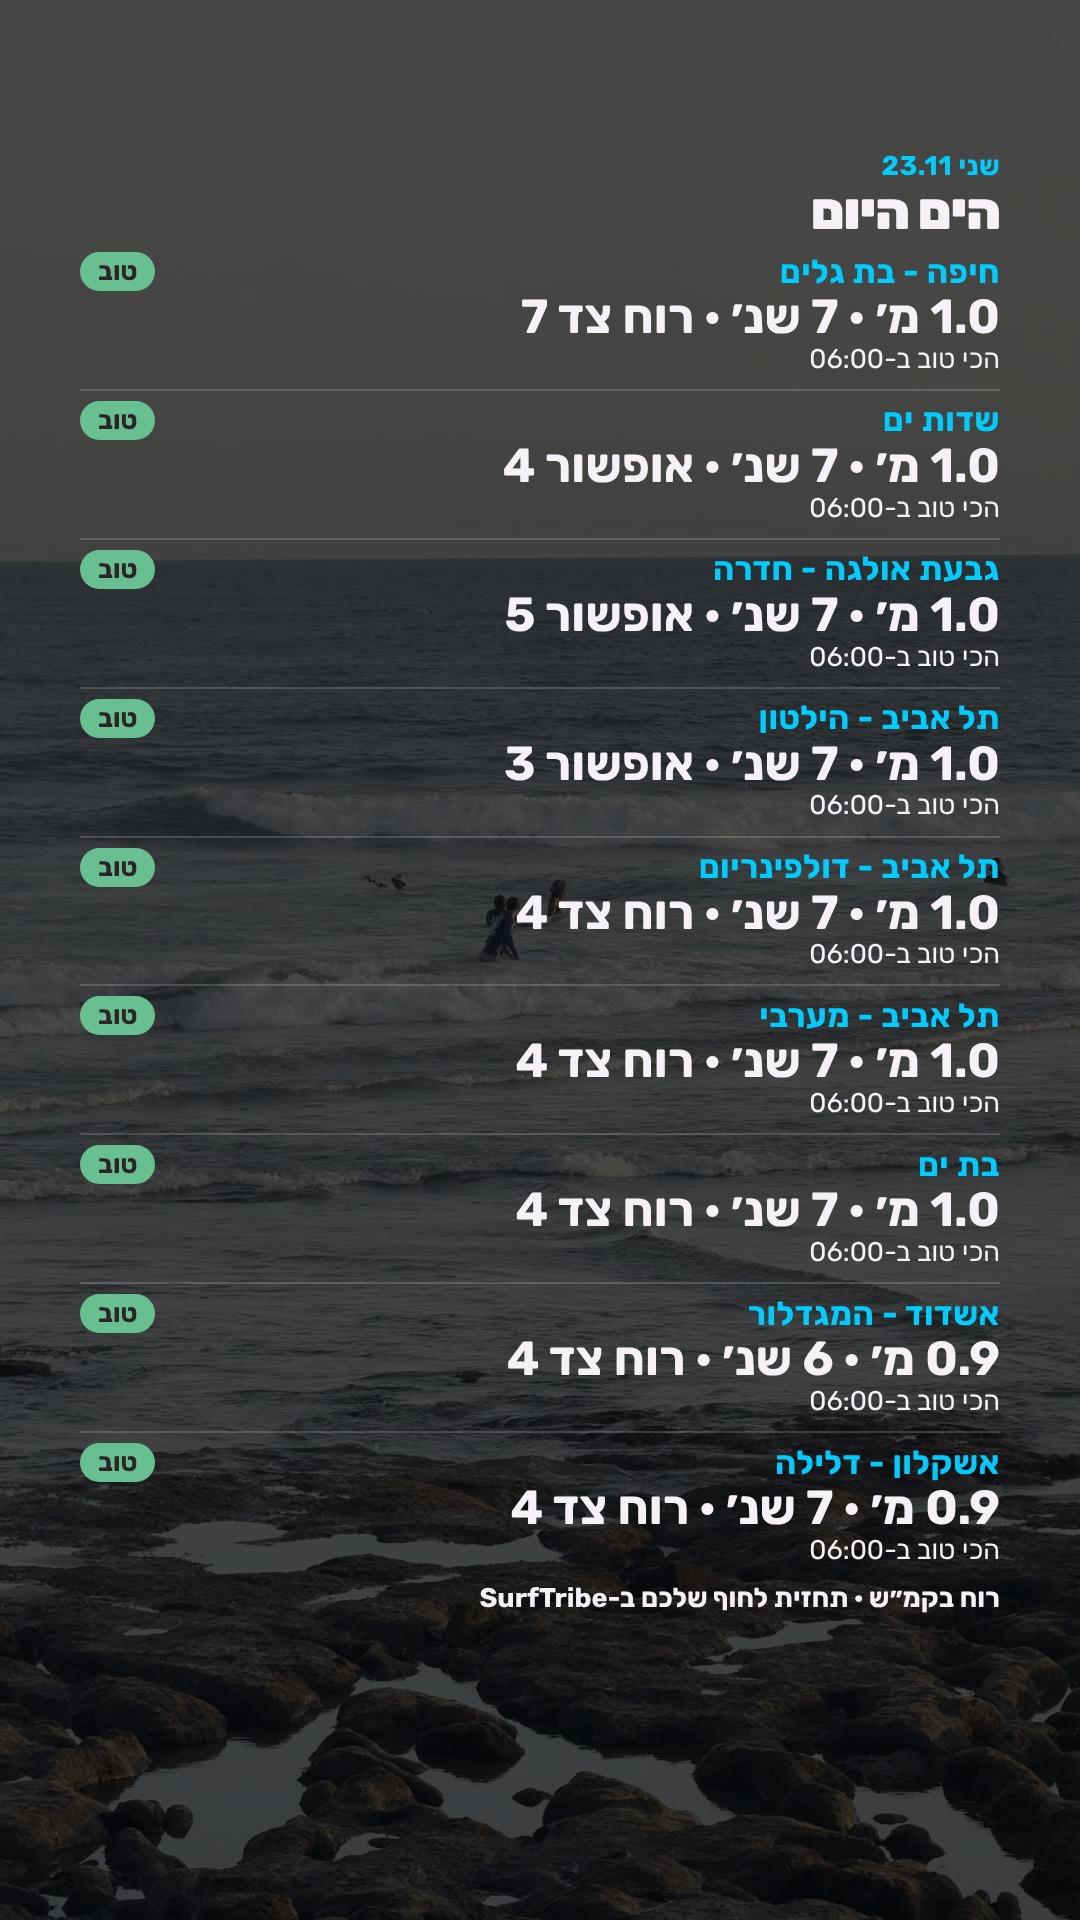 שני 23.11
הים היום
חיפה - בת גלים
טוב
1.0 מ׳ • 7 שנ׳ • רוח צד 7
הכי טוב ב-06:00
שדות ים
טוב
1.0 מ׳ • 7 שנ׳ • אופשור 4
הכי טוב ב-06:00
גבעת אולגה - חדרה
טוב
1.0 מ׳ • 7 שנ׳ • אופשור 5
הכי טוב ב-06:00
תל אביב - הילטון
טוב
1.0 מ׳ • 7 שנ׳ • אופשור 3
הכי טוב ב-06:00
תל אביב - דולפינריום
טוב
1.0 מ׳ • 7 שנ׳ • רוח צד 4
הכי טוב ב-06:00
תל אביב - מערבי
טוב
1.0 מ׳ • 7 שנ׳ • רוח צד 4
הכי טוב ב-06:00
בת ים
טוב
1.0 מ׳ • 7 שנ׳ • רוח צד 4
הכי טוב ב-06:00
אשדוד - המגדלור
טוב
0.9 מ׳ • 6 שנ׳ • רוח צד 4
הכי טוב ב-06:00
אשקלון - דלילה
טוב
0.9 מ׳ • 7 שנ׳ • רוח צד 4
הכי טוב ב-06:00
רוח בקמ״ש • תחזית לחוף שלכם ב-SurfTribe